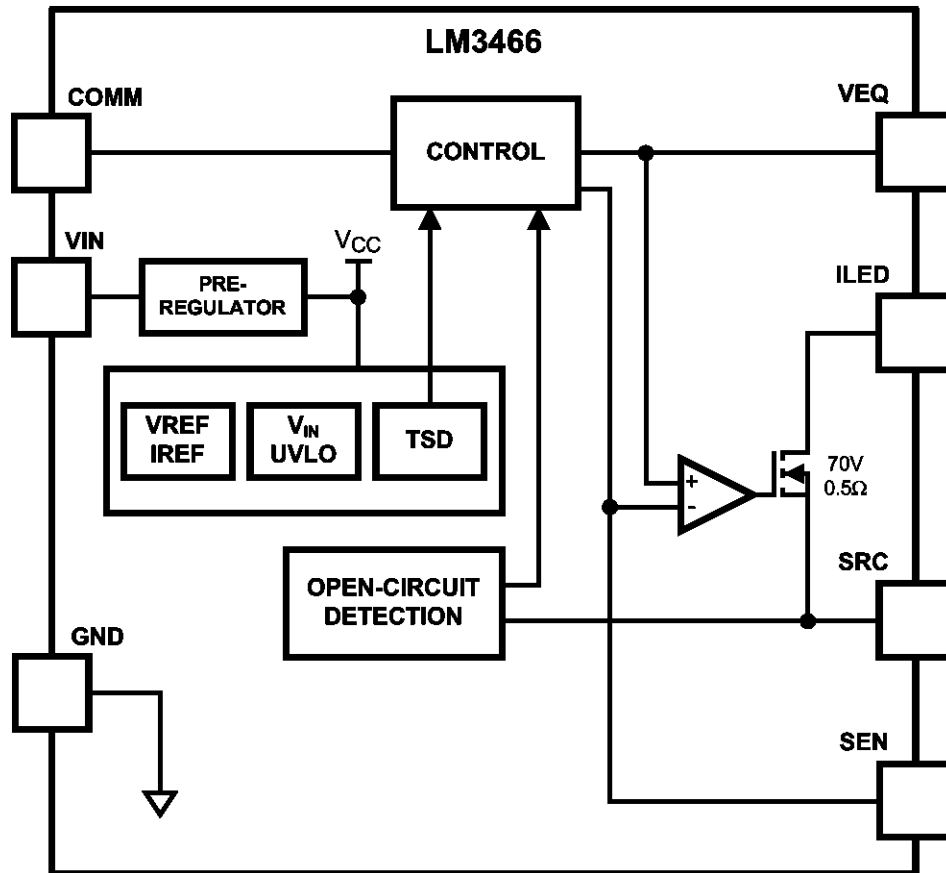 LM3466
COMM
VEQ
CONTROL
VIN
VCC
ILED
PRE-
REGULATOR
VREF
IREF
VIN
UVLO
TSD
+
-
70V
0.5Ω
OPEN-CIRCUIT
DETECTION
SRC
GND
SEN